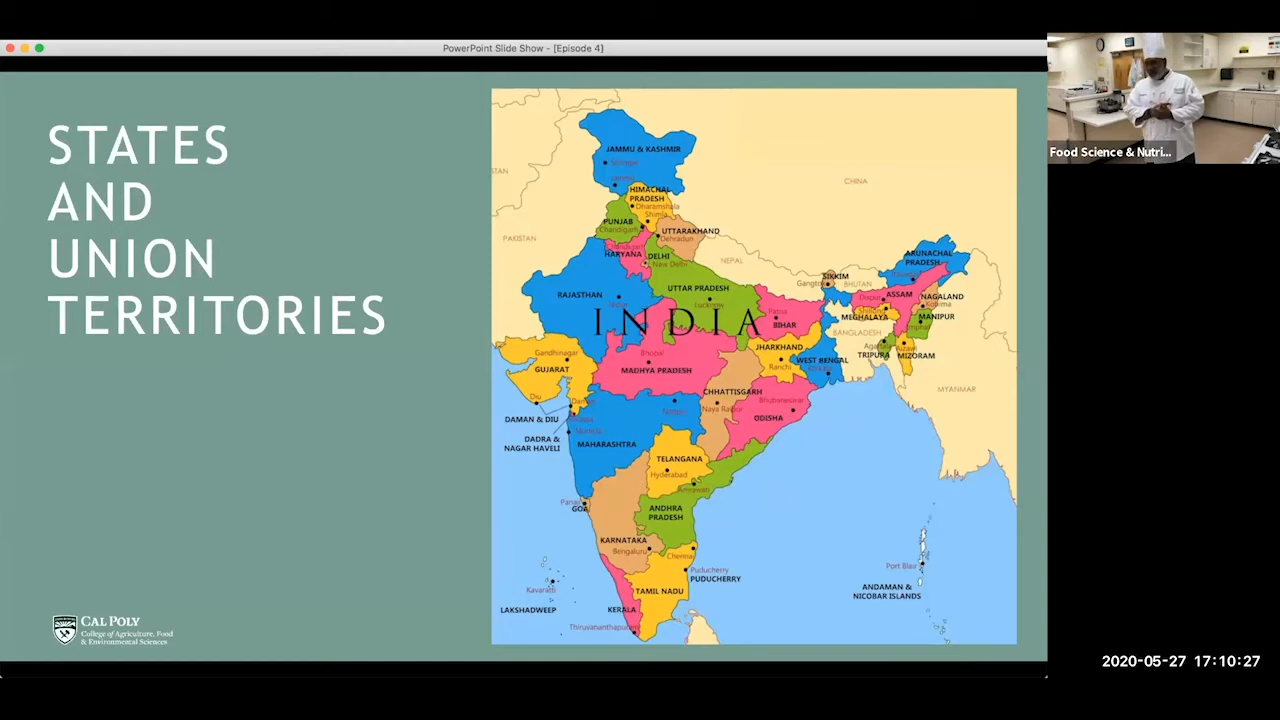 PowerPoint Slide Show - [Episode 4]
STATES
AND
UNION
TERRITORIES
CAL POLY
College of Agriculture, Food
& Environmental Sciences
JAMMU & KASHMIR
Srinagar
Jammu
HIMACHAL
PRADESH
Dharamshala
Shimla
PUNJAB
Chandigarh
UTTARAKHAND
Dehradun
Chandigarh
HARYANA
DELHI
New Delhi
CHINA
PAKISTAN
NEPAL
RAJASTHAN
Jaipur
UTTAR PRADESH
Lucknow
INDIA
SIKKIM
Gangtok
BHUTAN
ARUNACHAL
PRADESH
ASSAM
Dispur
NAGALAND
Kohima
MEGHALAYA
Shillong
MANIPUR
Imphal
BANGLADESH
Agartala
TRIPURA
Aizawl
MIZORAM
MYANMAR
Patna
BIHAR
JHARKHAND
Ranchi
WEST BENGAL
Gandhinagar
GUJARAT
Bhopal
MADHYA PRADESH
CHHATTISGARH
Naya Raipur
Bhubaneswar
ODISHA
Diu
Daman
DAMAN & DIU
DADRA &
NAGAR HAVELI
Mumbai
Nagpur
MAHARASHTRA
TELANGANA
Hyderabad
Amrawati
Panaji
GOA
ANDHRA
PRADESH
KARNATAKA
Bengaluru
Chennai
Puducherry
PUDUCHERRY
TAMIL NADU
KERALA
Thiruvananthapuram
Kavaratti
LAKSHADWEEP
Port Blair
ANDAMAN &
NICOBAR ISLANDS
Food Science & Nutri...
2020-05-27 17:10:27